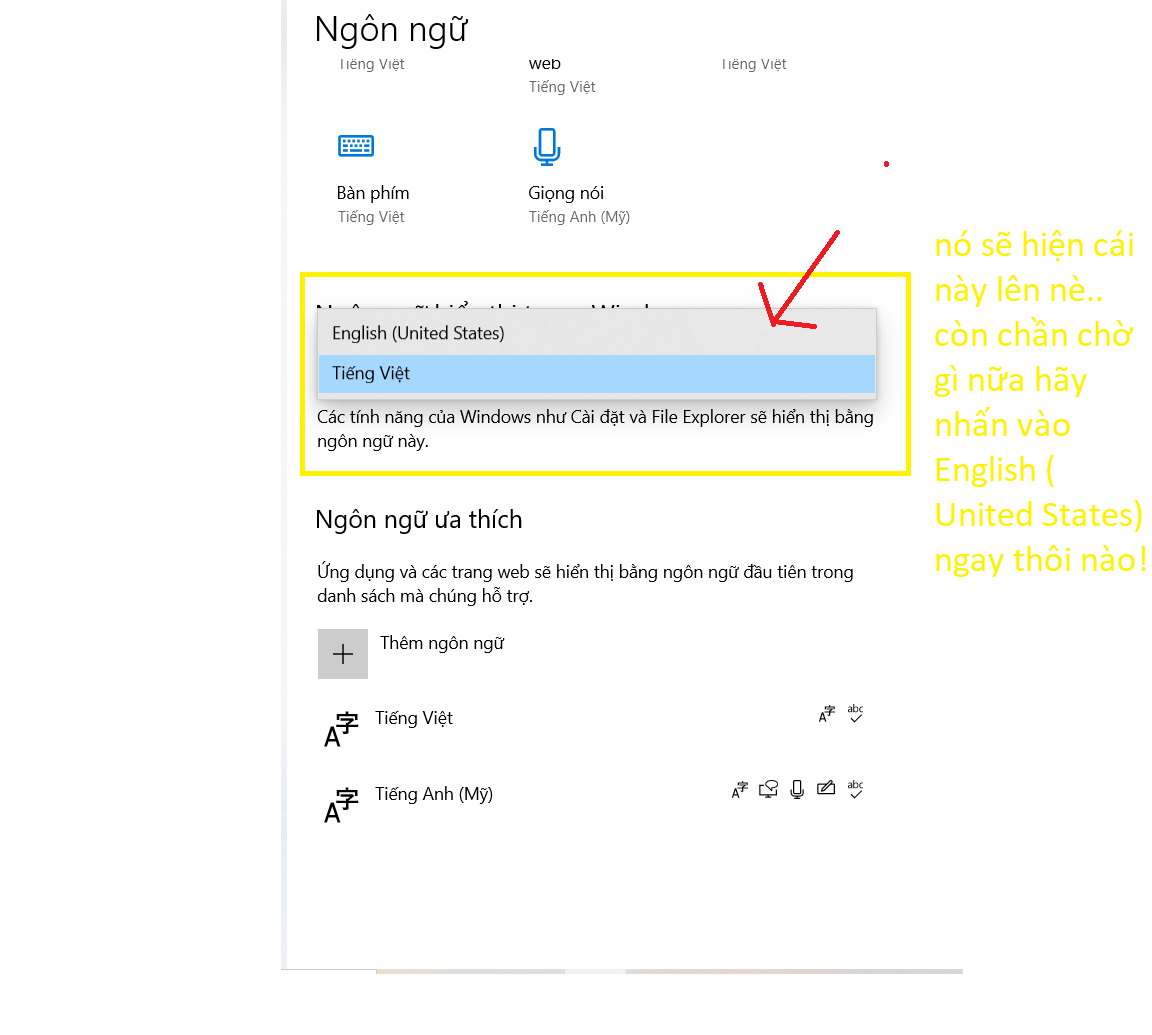 Ngôn ngữ
Tiếng Việt
web
Tiếng Việt
Tiếng Việt
Bàn phím
Tiếng Việt
Giọng nói
Tiếng Anh (Mỹ)
English (United States)
Tiếng Việt
Các tính năng của Windows như Cài đặt và File Explorer sẽ hiển thị bằng
ngôn ngữ này.
nó sẽ hiện cái
này lên nè..
còn chần chờ
gì nữa hãy
nhấn vào
English (
United States)
ngay thôi nào!
Ngôn ngữ ưa thích
Ứng dụng và các trang web sẽ hiển thị bằng ngôn ngữ đầu tiên trong
danh sách mà chúng hỗ trợ.
Thêm ngôn ngữ
Tiếng Việt
abc
Tiếng Anh (Mỹ)
abc